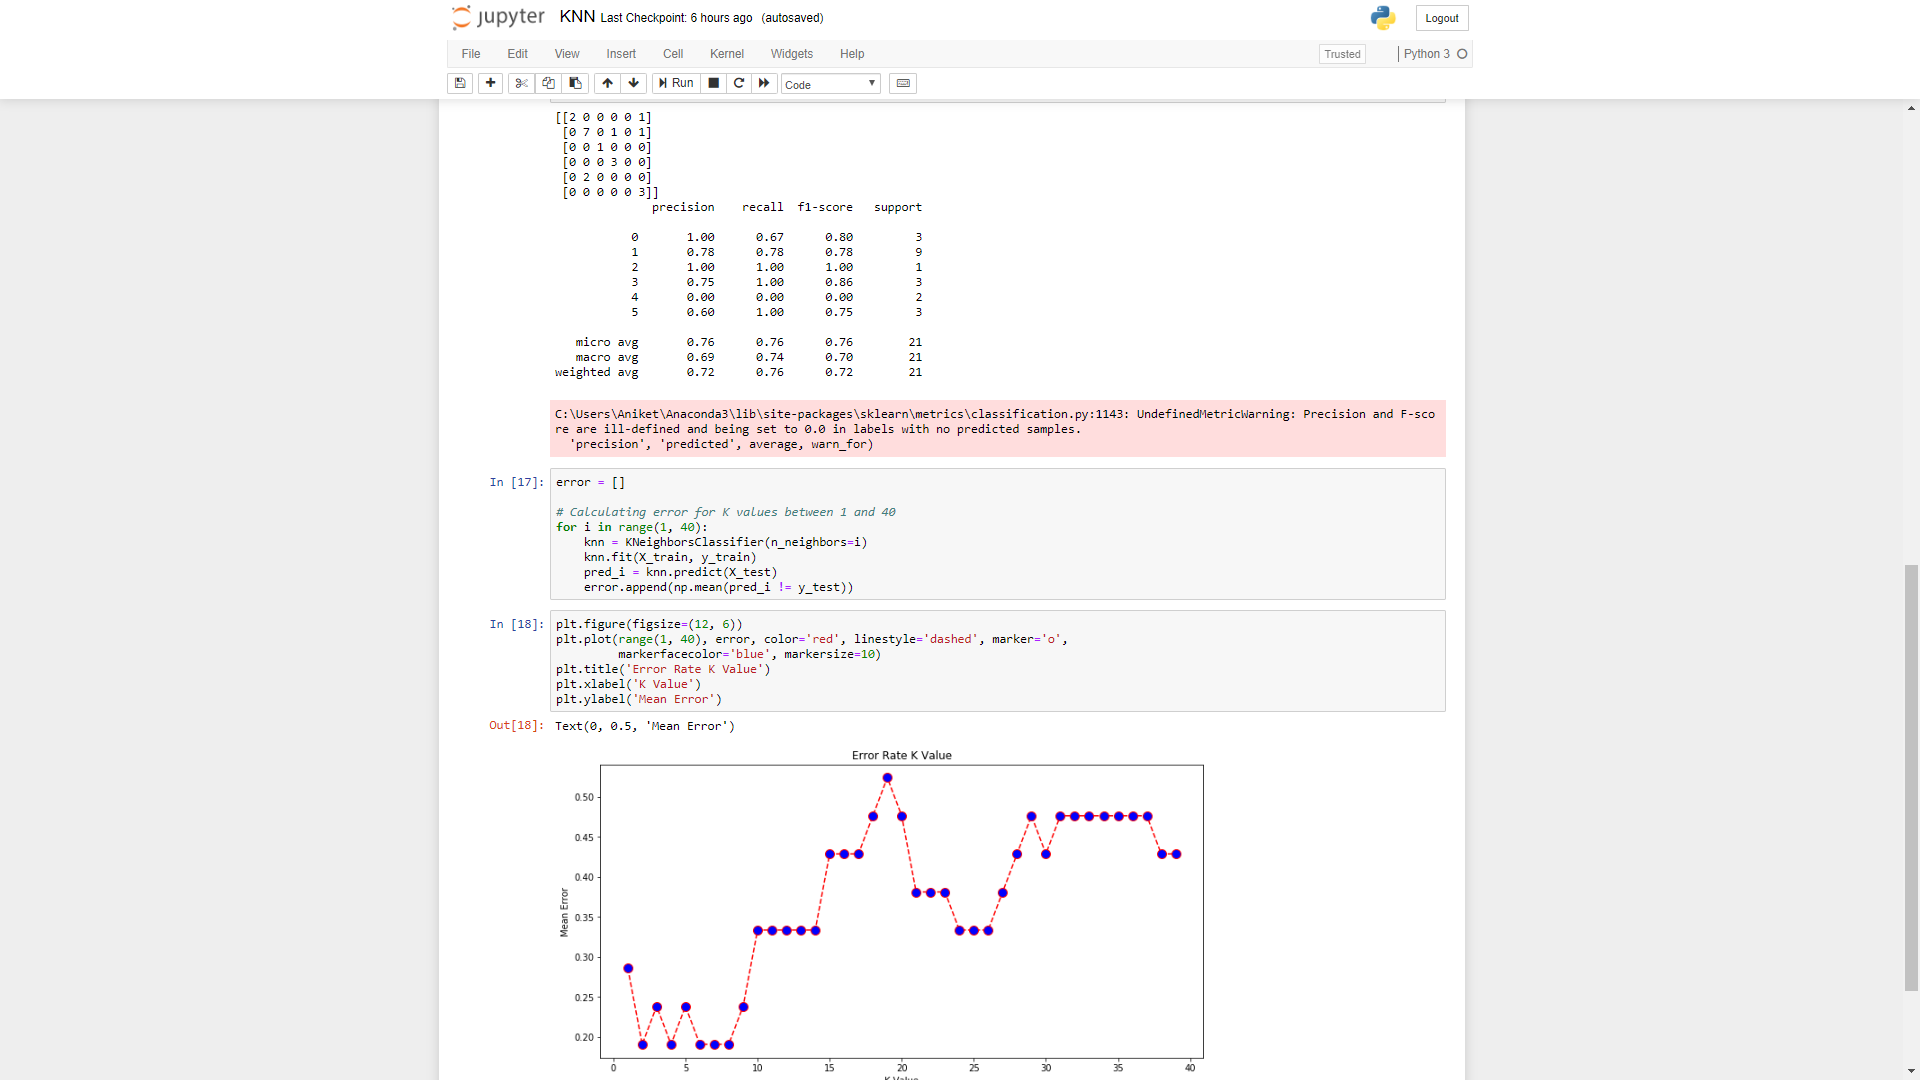 jupyter KNN Last Checkpoint: 6 hours ago (autosaved)
Logout
File Edit View Insert Cell Kernel Widgets Help
Trusted
Python 3
Run
Code
[[2 0 0 0 0 1]
[0 7 0 1 0 1]
[0 0 1 0 0 0]
[0 0 0 3 0 0]
[0 2 0 0 0 0]
[0 0 0 0 0 3]]
precision recall f1-score support
0 1.00 0.67 0.80 3
1 0.78 0.78 0.78 9
2 1.00 1.00 1.00 1
3 0.75 1.00 0.86 3
4 0.00 0.00 0.00 2
5 0.60 1.00 0.75 3
micro avg 0.76 0.76 0.76 21
macro avg 0.69 0.74 0.70 21
weighted avg 0.72 0.76 0.72 21
C:\Users\Aniket\Anaconda3\lib\site-packages\sklearn\metrics\classification.py:1143: UndefinedMetricWarning: Precision and F-sco
re are ill-defined and being set to 0.0 in labels with no predicted samples.
'precision', 'predicted', average, warn_for)
In [17]: error = []
# Calculating error for K values between 1 and 40
for i in range(1, 40):
knn = KNeighborsClassifier(n_neighbors=i)
knn.fit(X_train, y_train)
pred_i = knn.predict(X_test)
error.append(np.mean(pred_i != y_test))
In [18]: plt.figure(figsize=(12, 6))
plt.plot(range(1, 40), error, color='red', linestyle='dashed', marker='o',
markerfacecolor='blue', markersize=10)
plt.title('Error Rate K Value')
plt.xlabel('K Value')
plt.ylabel('Mean Error')
Out[18]: Text(0, 0.5, 'Mean Error')
Error Rate K Value
0.50
0.45
0.40
0.35
0.30
0.25
0.20
Mean Error
0 5 10 15 20 25 30 35 40
K Value